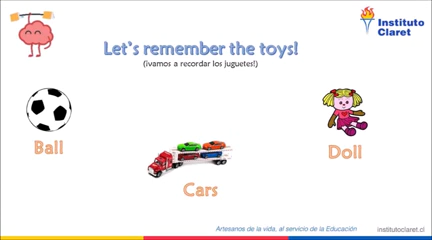 Instituto
Claret
Let's remember the toys!
(¡vamos a recordar los juguetes!)
Ball
Doll
Cars
Artesanos de la vida, al servicio de la Educación
institutoclaret.cl